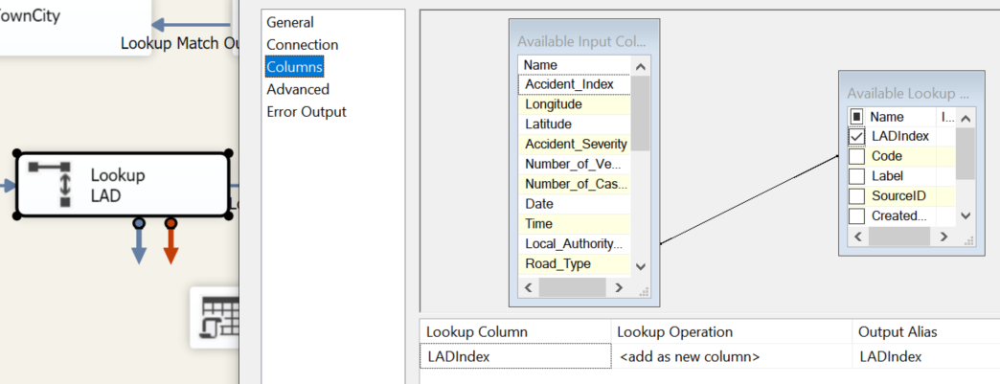 ownCity
Lookup Match Ou
Lookup
LAD
General
Connection
Columns
Advanced
Error Output
Available Input Col...
Name
Accident_Index
Longitude
Latitude
Accident_Severity
Number_of_Ve...
Number_of_Cas...
Date
Time
Local_Authority...
Road_Type
Available Lookup ...
Name I...
LADIndex
Code
Label
SourceID
Created...
Lookup Column Lookup Operation Output Alias
LADIndex <add as new column> LADIndex